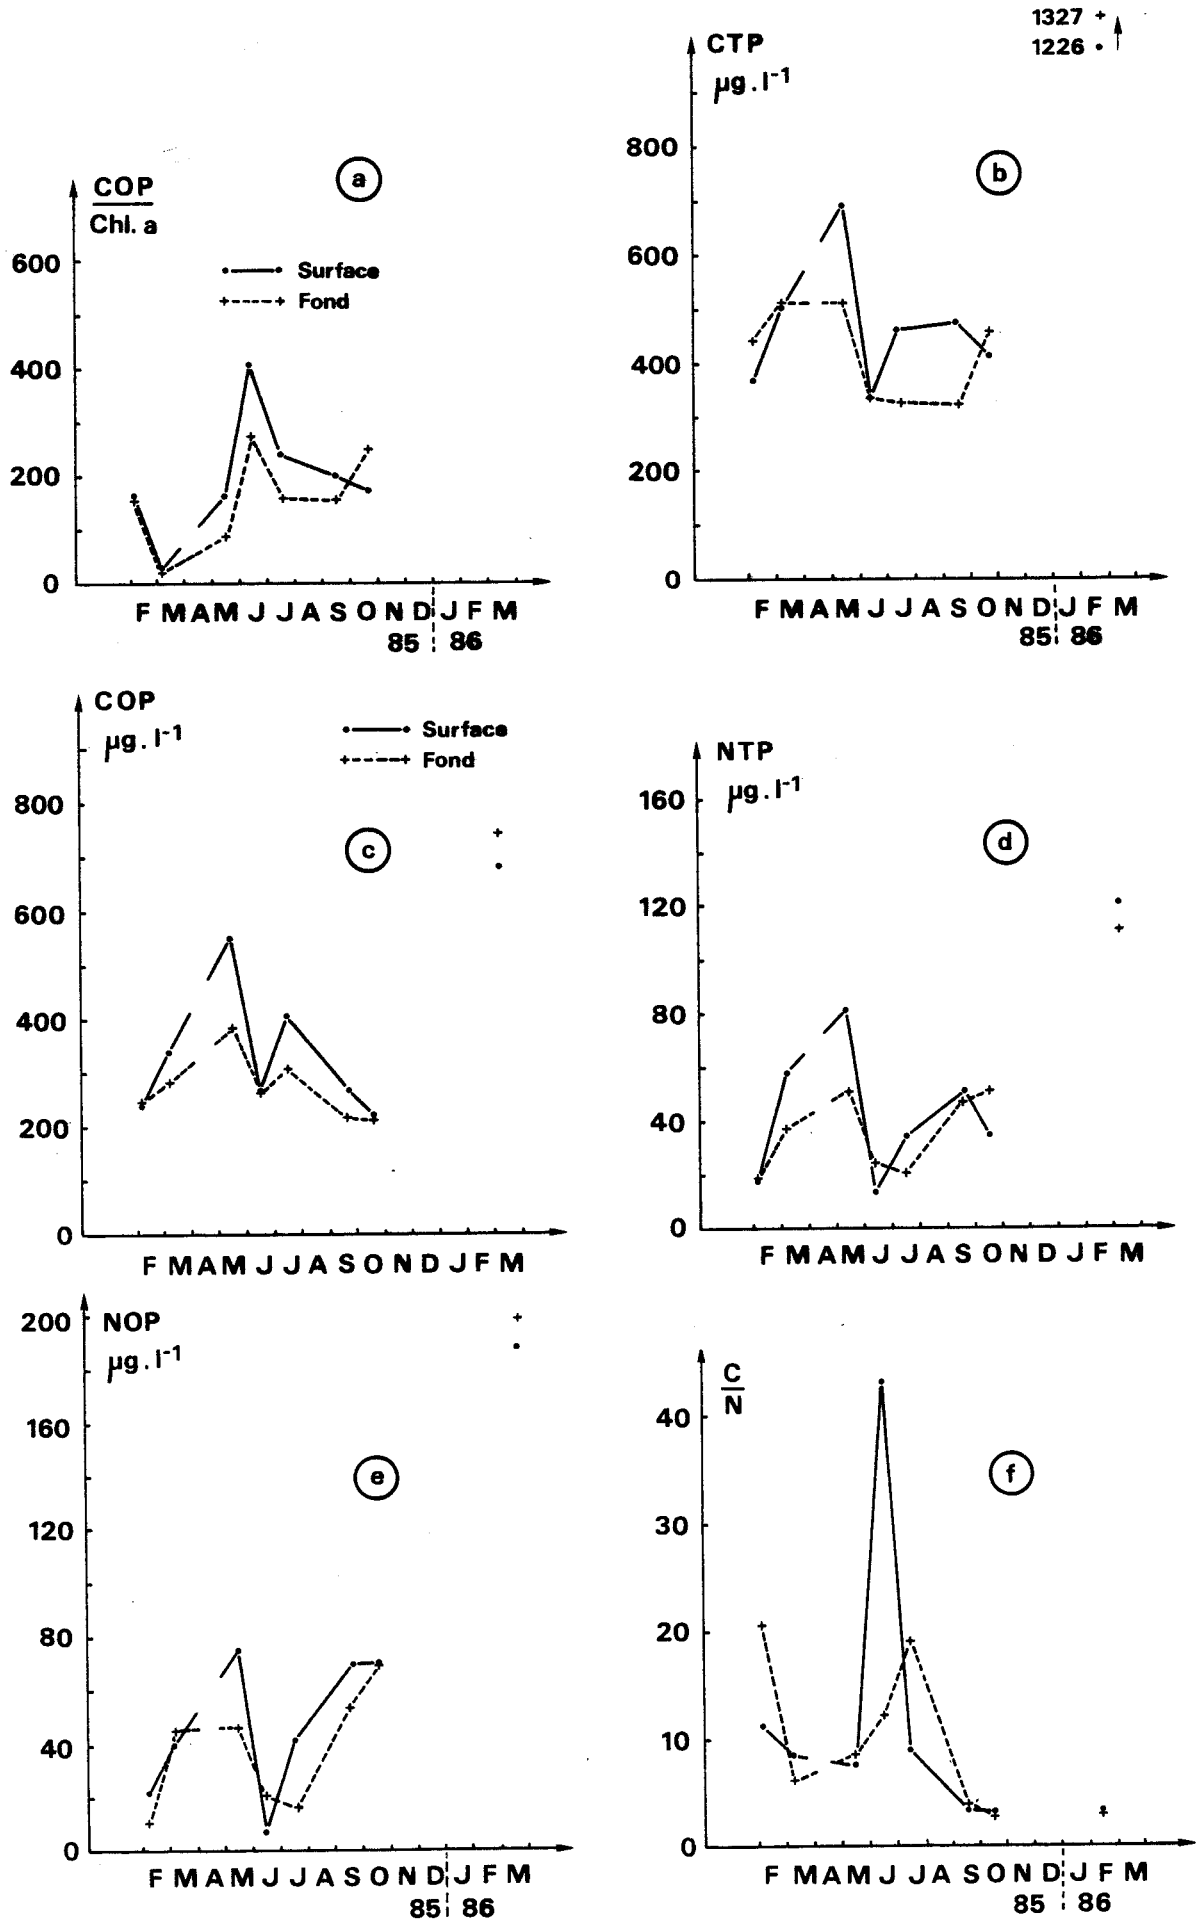 COP
Chl. a
a
600
Surface
Fond
400
200
0
F M A M J J A S O N D J F M
85 86
1327
1226
CTP
µg.l-1
b
800
600
400
200
0
F M A M J J A S O N D J F M
85 86
COP
µg.l-1
Surface
Fond
800
c
600
400
200
0
F M A M J J A S O N D J F M
NTP
µg.l-1
160
d
120
80
40
0
F M A M J J A S O N D J F M
200
NOP
µg.l-1
160
e
120
80
40
0
F M A M J J A S O N D J F M
85 86
C
N
40
f
30
20
10
0
F M A M J J A S O N D J F M
85 86